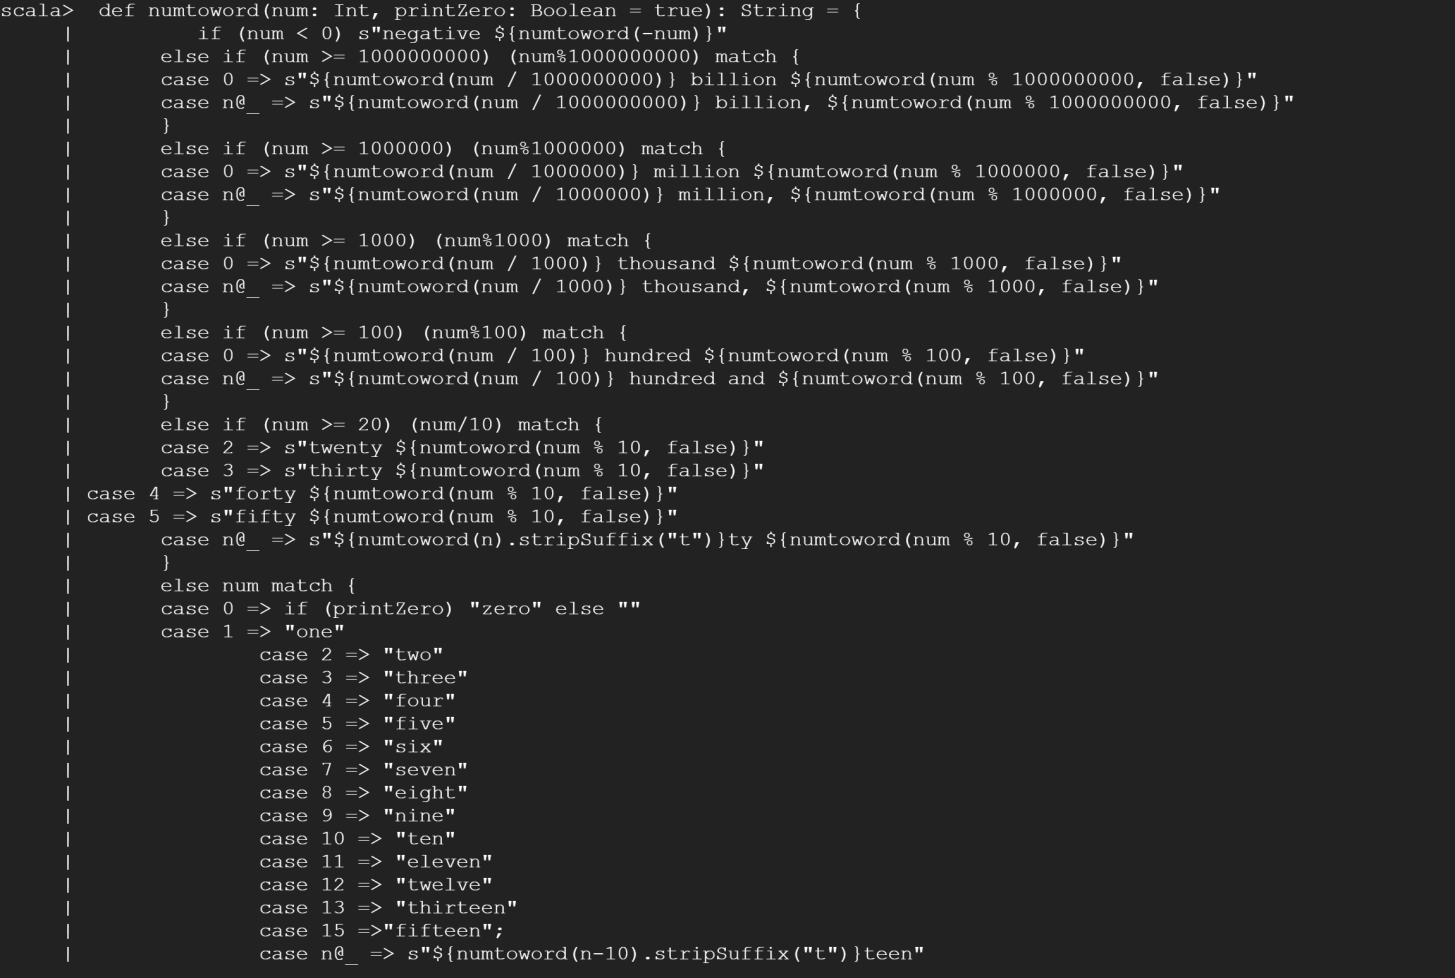 scala>  def numtoword(num: Int, printZero: Boolean = true): String = {
     |          if (num < 0) s"negative ${numtoword(-num)}"
     |       else if (num >= 1000000000) (num%1000000000) match {
     |       case 0 => s"${numtoword(num / 1000000000)} billion ${numtoword(num % 1000000000, false)}"
     |       case n@_ => s"${numtoword(num / 1000000000)} billion, ${numtoword(num % 1000000000, false)}"
     |       }
     |       else if (num >= 1000000) (num%1000000) match {
     |       case 0 => s"${numtoword(num / 1000000)} million ${numtoword(num % 1000000, false)}"
     |       case n@_ => s"${numtoword(num / 1000000)} million, ${numtoword(num % 1000000, false)}"
     |       }
     |       else if (num >= 1000) (num%1000) match {
     |       case 0 => s"${numtoword(num / 1000)} thousand ${numtoword(num % 1000, false)}"
     |       case n@_ => s"${numtoword(num / 1000)} thousand, ${numtoword(num % 1000, false)}"
     |       }
     |       else if (num >= 100) (num%100) match {
     |       case 0 => s"${numtoword(num / 100)} hundred ${numtoword(num % 100, false)}"
     |       case n@_ => s"${numtoword(num / 100)} hundred and ${numtoword(num % 100, false)}"
     |       }
     |       else if (num >= 20) (num/10) match {
     |       case 2 => s"twenty ${numtoword(num % 10, false)}"
     |       case 3 => s"thirty ${numtoword(num % 10, false)}"
     | case 4 => s"forty ${numtoword(num % 10, false)}"
     | case 5 => s"fifty ${numtoword(num % 10, false)}"
     |       case n@_ => s"${numtoword(n).stripSuffix("t")}ty ${numtoword(num % 10, false)}"
     |       }
     |       else num match {
     |       case 0 => if (printZero) "zero" else ""
     |       case 1 => "one"
     |               case 2 => "two"
     |               case 3 => "three"
     |               case 4 => "four"
     |               case 5 => "five"
     |               case 6 => "six"
     |               case 7 => "seven"
     |               case 8 => "eight"
     |               case 9 => "nine"
     |               case 10 => "ten"
     |               case 11 => "eleven"
     |               case 12 => "twelve"
     |               case 13 => "thirteen"
     |               case 15 =>"fifteen";
     |               case n@_ => s"${numtoword(n-10).stripSuffix("t")}teen"